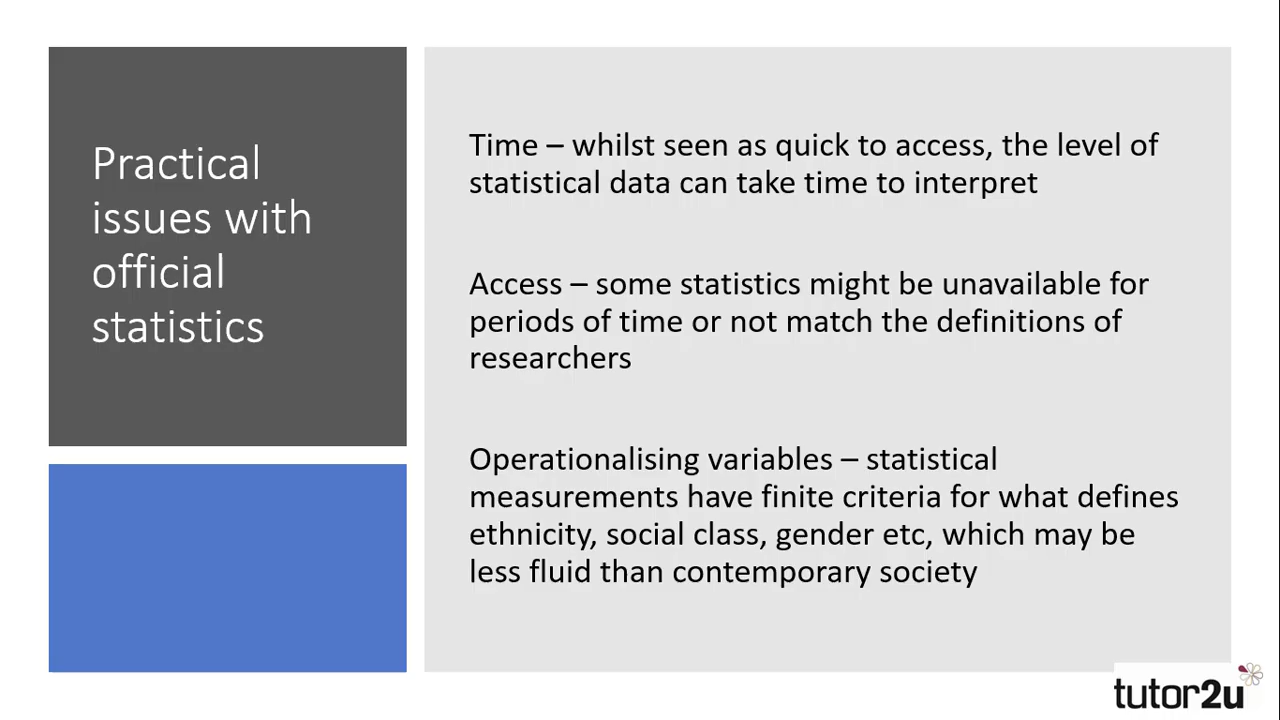 Practical
issues with
official
statistics
Time – whilst seen as quick to access, the level of
statistical data can take time to interpret
Access – some statistics might be unavailable for
periods of time or not match the definitions of
researchers
Operationalising variables – statistical
measurements have finite criteria for what defines
ethnicity, social class, gender etc, which may be
less fluid than contemporary society
tutor2u